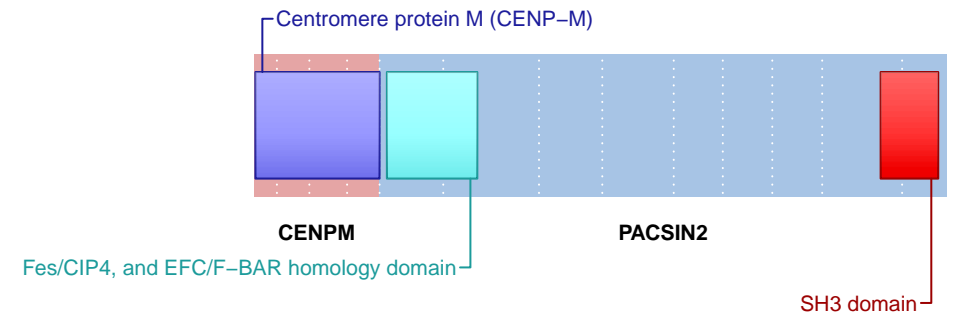 Centromere protein M (CENP−M)
CENPM
PACSIN2
Fes/CIP4, and EFC/F−BAR homology domain
SH3 domain